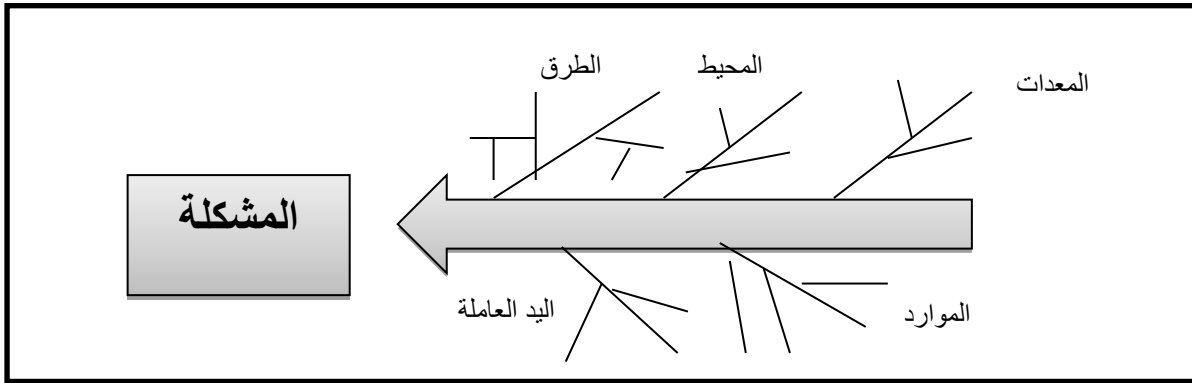 المعدات
المحيط
الطرق
المشكلة
الموارد
اليد العاملة